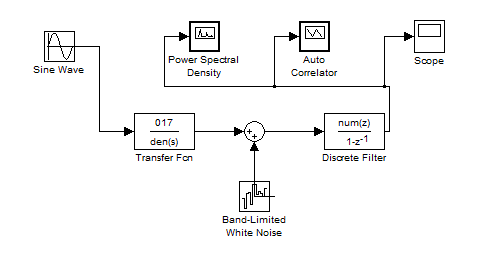 Sine Wave
Power Spectral
Density
Auto
Correlator
Scope
017
den(s)
Transfer Fcn
+
+
num(z)
1-z-1
Discrete Filter
Band-Limited
White Noise